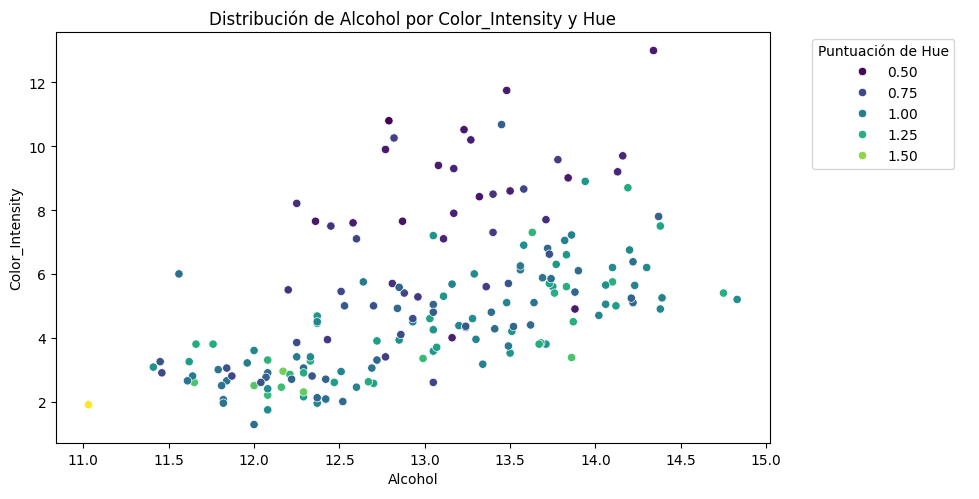 Distribución de Alcohol por Color_Intensity y Hue
Color_Intensity
12
10
8
6
4
2
11.0 11.5 12.0 12.5 13.0 13.5 14.0 14.5 15.0
Alcohol
Puntuación de Hue
0.50
0.75
1.00
1.25
1.50